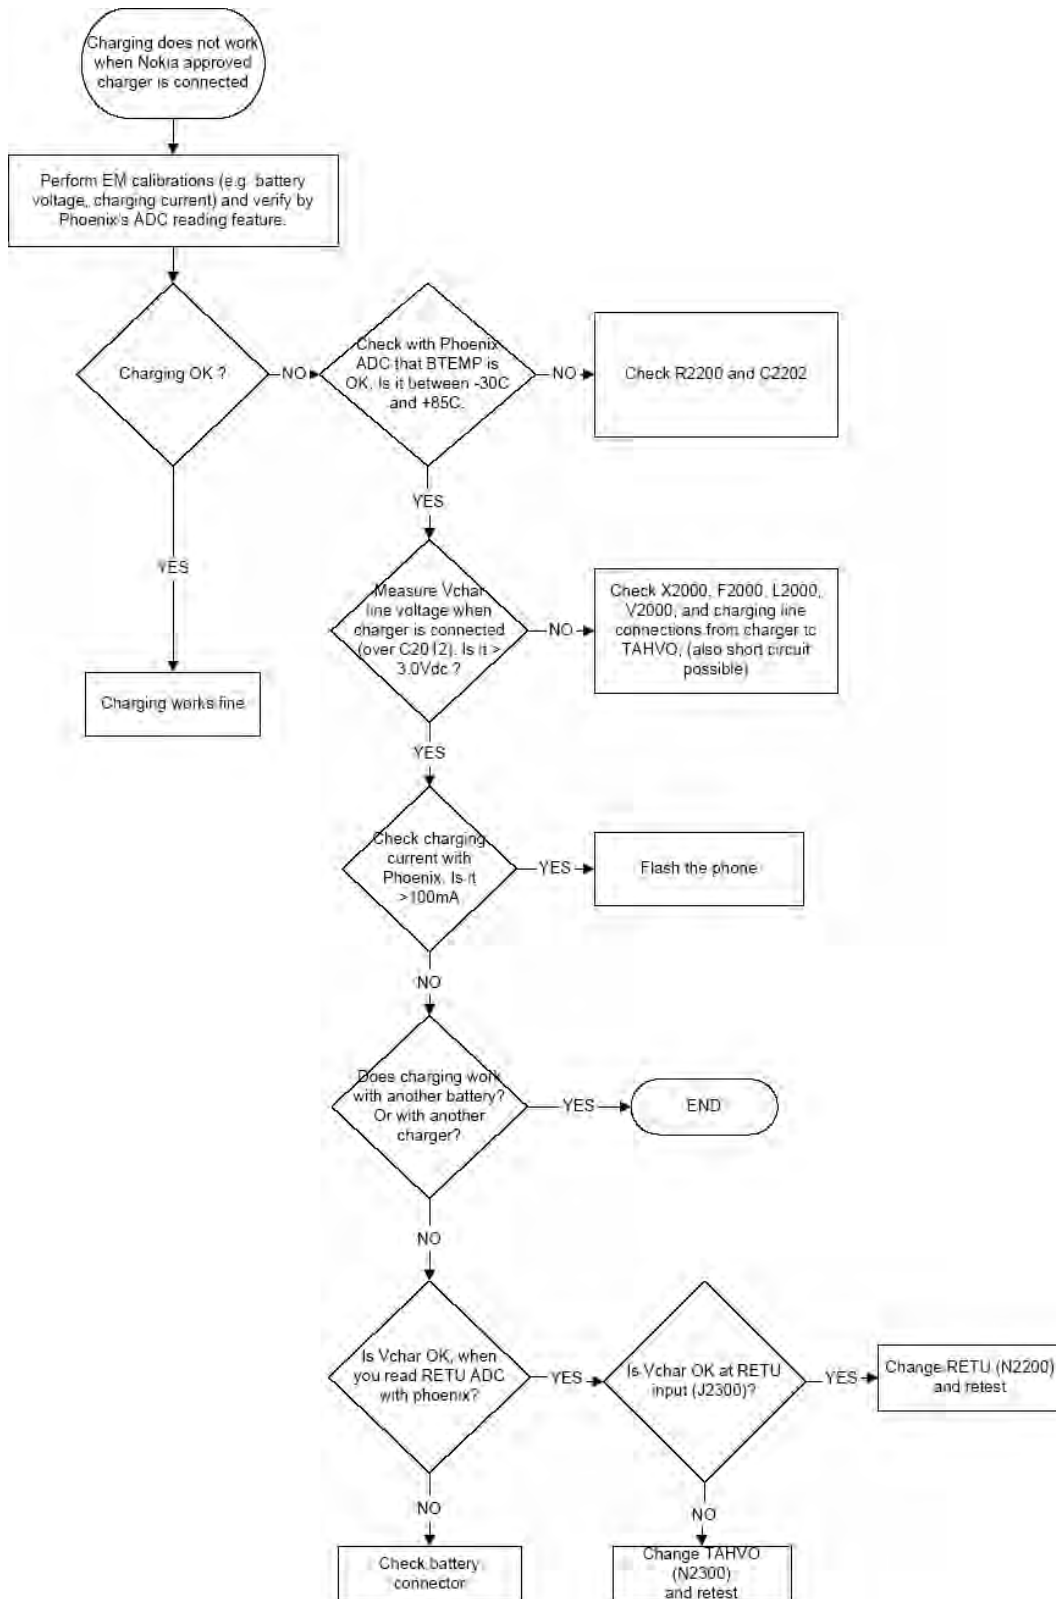 Charging does not work
when Nokia approved
charger is connected
Perform EM calibrations (e.g. battery
voltage, charging current) and verify by
Phoenix's ADC reading feature.
Charging OK ?
NO
Check with Phoenix
ADC that BTEMP is
OK. Is it between -30C
and +85C.
NO
Check R2200 and C2202
YES
YES
Charging works fine
Measure Vchar
line voltage when
charger is connected
(over C2012). Is it >
3.0Vdc ?
NO
Check X2000, F2000, L2000,
V2000, and charging line
connections from charger to
TAHVO, (also short circuit
possible)
YES
Check charging
current with
Phoenix. Is it
>100mA
YES
Flash the phone
NO
Does charging work
with another battery?
Or with another
charger?
YES
END
NO
Is Vchar OK, when
you read RETU ADC
with phoenix?
YES
Is Vchar OK at RETU
input (J2300)?
YES
Change RETU (N2200)
and retest
NO
Check battery
connector
NO
Change TAHVO
(N2300)
and retest